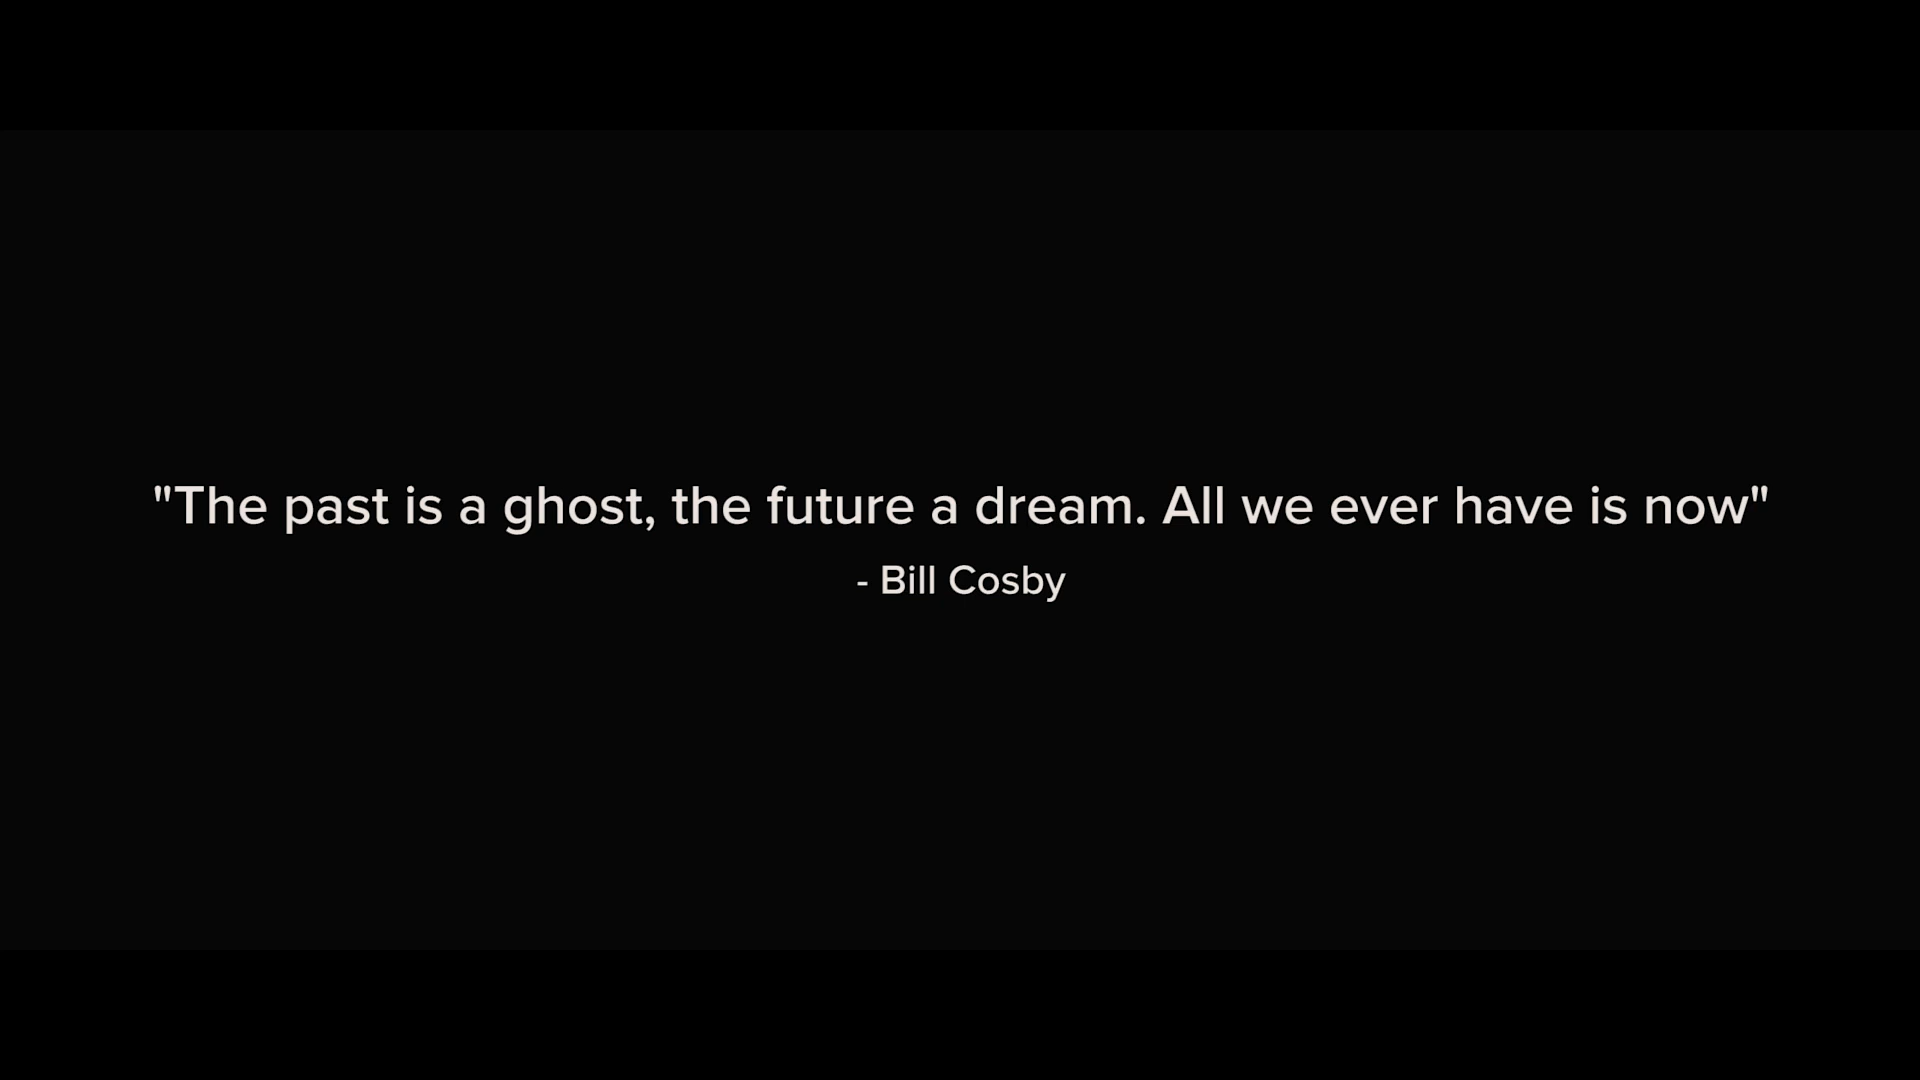 "The past is a ghost, the future a dream. All we ever have is now"
- Bill Cosby